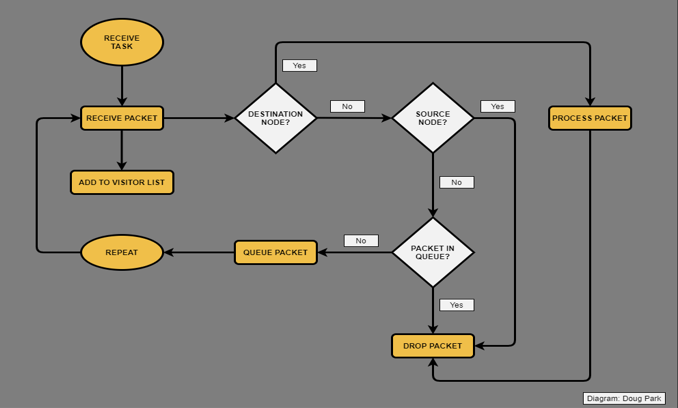 RECEIVE
TASK
Yes
RECEIVE PACKET
DESTINATION
NODE?
No
SOURCE
NODE?
Yes
PROCESS PACKET
ADD TO VISITOR LIST
No
REPEAT
QUEUE PACKET
No
PACKET IN
QUEUE?
Yes
DROP PACKET
Diagram: Doug Park